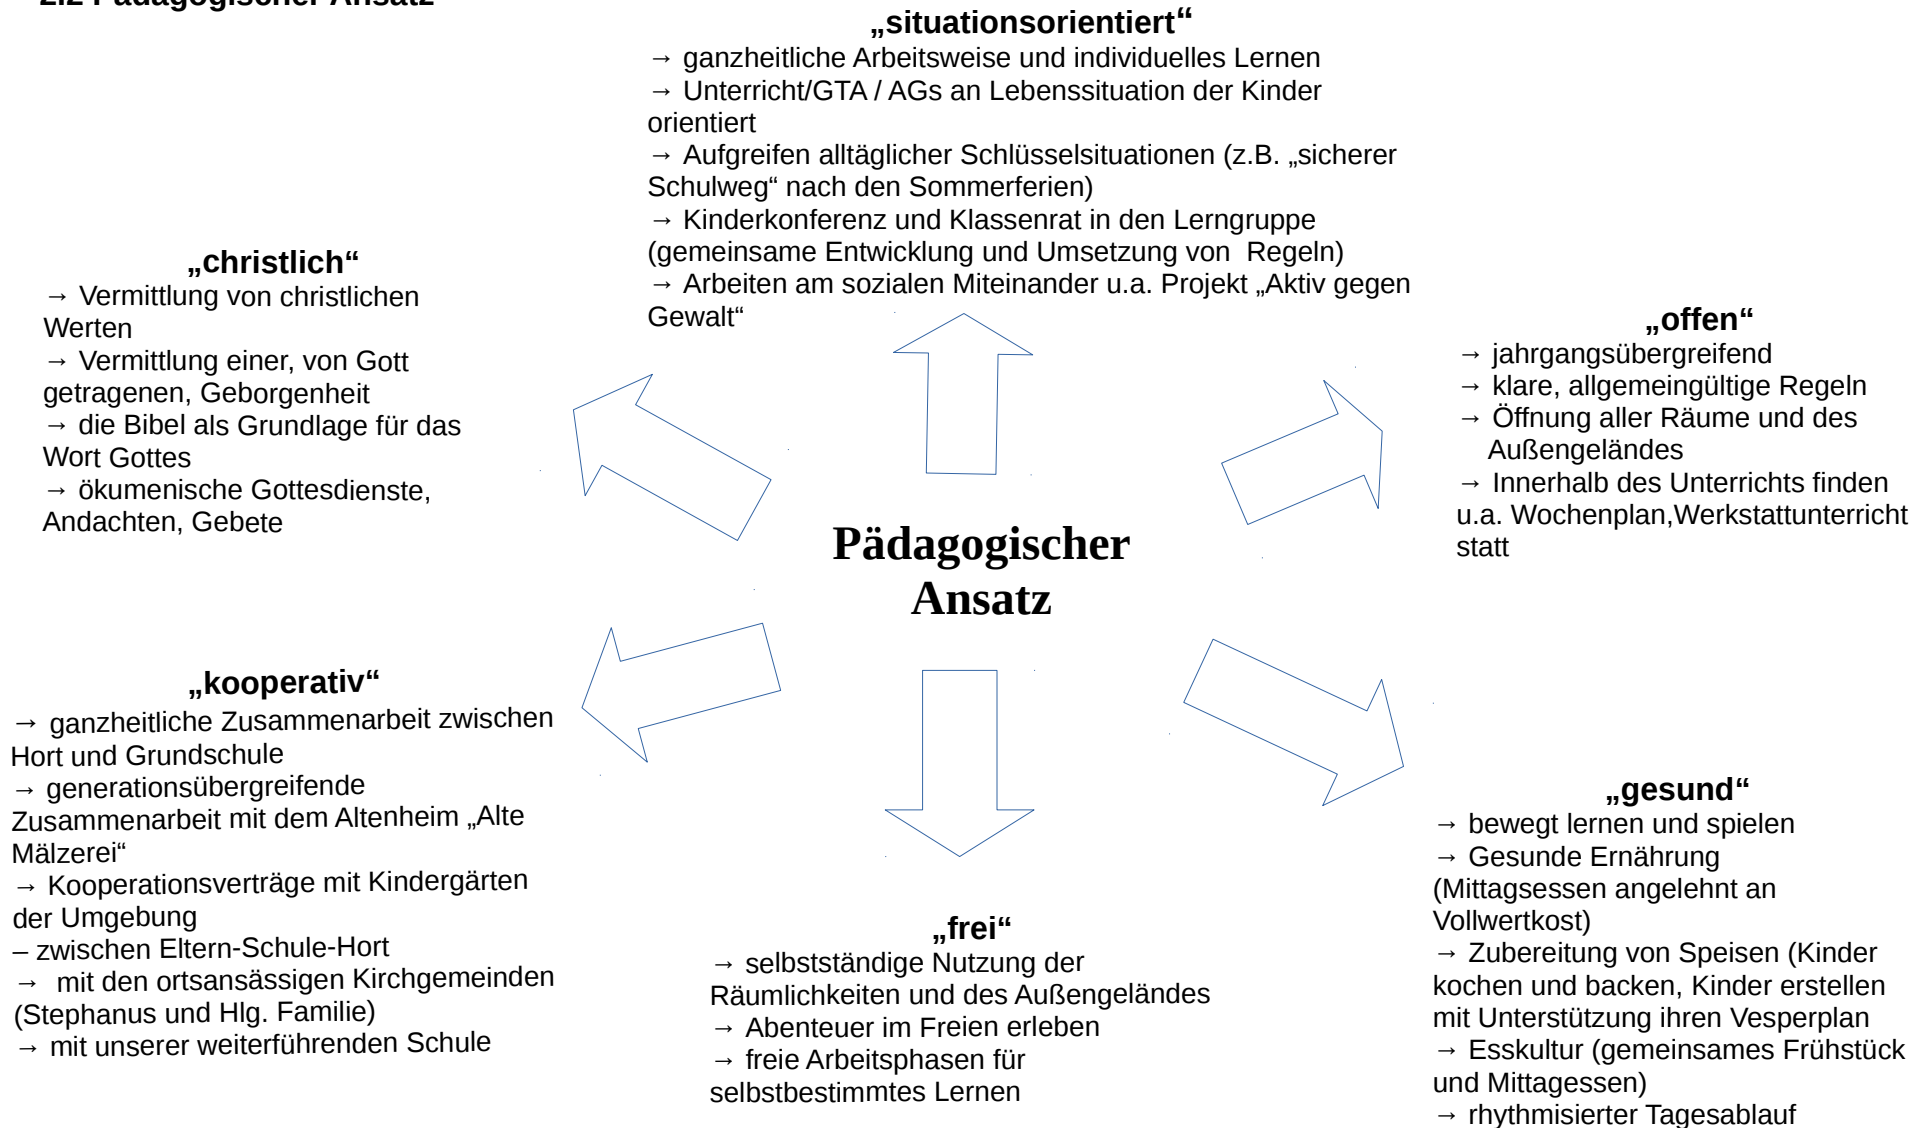 2.2 Pädagogischer Ansatz
„situationsorientiert“
→ ganzheitliche Arbeitsweise und individuelles Lernen
→ Unterricht/GTA / AGs an Lebenssituation der Kinder
orientiert
→ Aufgreifen alltäglicher Schlüsselsituationen (z.B. „sicherer
Schulweg“ nach den Sommerferien)
→ Kinderkonferenz und Klassenrat in den Lerngruppe
(gemeinsame Entwicklung und Umsetzung von  Regeln)
→ Arbeiten am sozialen Miteinander u.a. Projekt „Aktiv gegen
Gewalt“
„christlich“
→ Vermittlung von christlichen
Werten
→ Vermittlung einer, von Gott
getragenen, Geborgenheit
→ die Bibel als Grundlage für das
Wort Gottes
→ ökumenische Gottesdienste,
Andachten, Gebete
„offen“
→ jahrgangsübergreifend
→ klare, allgemeingültige Regeln
→ Öffnung aller Räume und des
Außengeländes
→ Innerhalb des Unterrichts finden
u.a. Wochenplan,Werkstattunterricht
statt
Pädagogischer
Ansatz
„kooperativ“
→ ganzheitliche Zusammenarbeit zwischen
Hort und Grundschule
→ generationsübergreifende
Zusammenarbeit mit dem Altenheim „Alte
Mälzerei“
→ Kooperationsverträge mit Kindergärten
der Umgebung
– zwischen Eltern-Schule-Hort
→  mit den ortsansässigen Kirchgemeinden
(Stephanus und Hlg. Familie)
→ mit unserer weiterführenden Schule
„frei“
→ selbstständige Nutzung der
Räumlichkeiten und des Außengeländes
→ Abenteuer im Freien erleben
→ freie Arbeitsphasen für
selbstbestimmtes Lernen
„gesund“
→ bewegt lernen und spielen
→ Gesunde Ernährung
(Mittagsessen angelehnt an
Vollwertkost)
→ Zubereitung von Speisen (Kinder
kochen und backen, Kinder erstellen
mit Unterstützung ihren Vesperplan
→ Esskultur (gemeinsames Frühstück
und Mittagessen)
→ rhythmisierter Tagesablauf